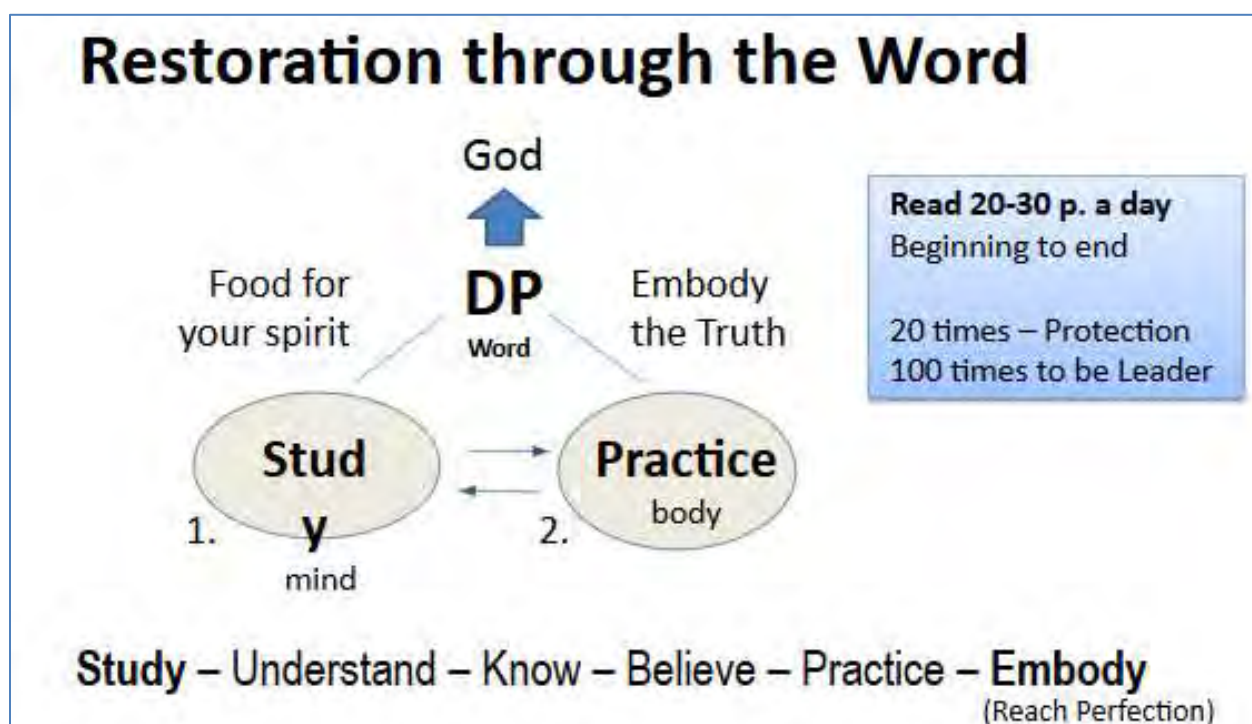 Restoration through the Word
God
Food for
your spirit
DP
Word
Embody
the Truth
Read 20-30 p. a day
Beginning to end
20 times – Protection
100 times to be Leader
1.
Stud
y
mind
2.
Practice
body
Study – Understand – Know – Believe – Practice – Embody
(Reach Perfection)